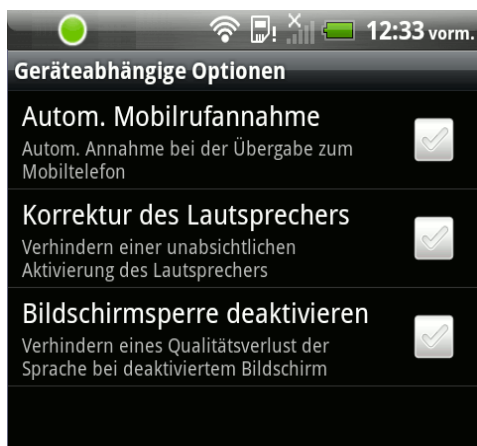 12:33 vorm.
Geräteabhängige Optionen
Autom. Mobilrufannahme
Autom. Annahme bei der Übergabe zum
Mobiltelefon
Korrektur des Lautsprechers
Verhindern einer unabsichtlichen
Aktivierung des Lautsprechers
Bildschirmsperre deaktivieren
Verhindern eines Qualitätsverlust der
Sprache bei deaktiviertem Bildschirm